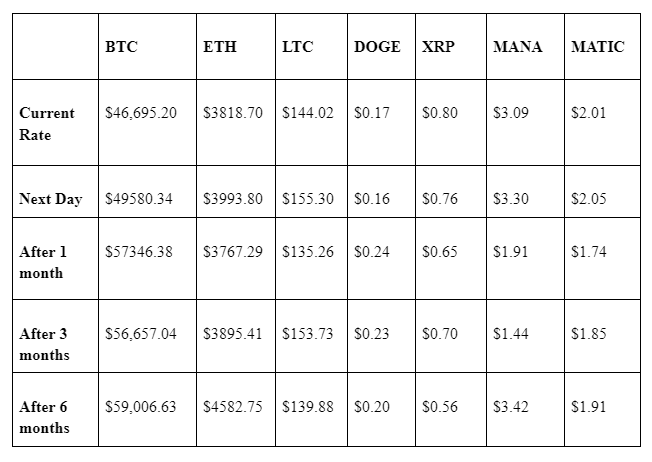 BTC ETH LTC DOGE XRP MANA MATIC
Current Rate $46,695.20 $3818.70 $144.02 $0.17 $0.80 $3.09 $2.01
Next Day $49580.34 $3993.80 $155.30 $0.16 $0.76 $3.30 $2.05
After 1 month $57346.38 $3767.29 $135.26 $0.24 $0.65 $1.91 $1.74
After 3 months $56,657.04 $3895.41 $153.73 $0.23 $0.70 $1.44 $1.85
After 6 months $59,006.63 $4582.75 $139.88 $0.20 $0.56 $3.42 $1.91